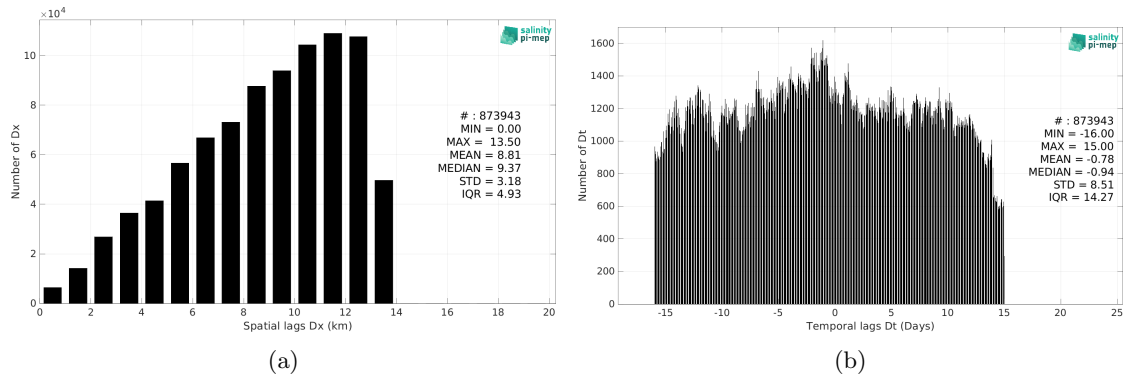 ×10⁴
salinity
pi-mep
10
8
6
4
2
0
Number of Dx
# : 873943
MIN = 0.00
MAX = 13.50
MEAN = 8.81
MEDIAN = 9.37
STD = 3.18
IQR = 4.93
0 2 4 6 8 10 12 14 16 18 20
Spatial lags Dx (km)
(a)
salinity
pi-mep
1600
1400
1200
1000
800
600
400
200
0
Number of Dt
# : 873943
MIN = -16.00
MAX = 15.00
MEAN = -0.78
MEDIAN = -0.94
STD = 8.51
IQR = 14.27
-15 -10 -5 0 5 10 15 20 25
Temporal lags Dt (Days)
(b)